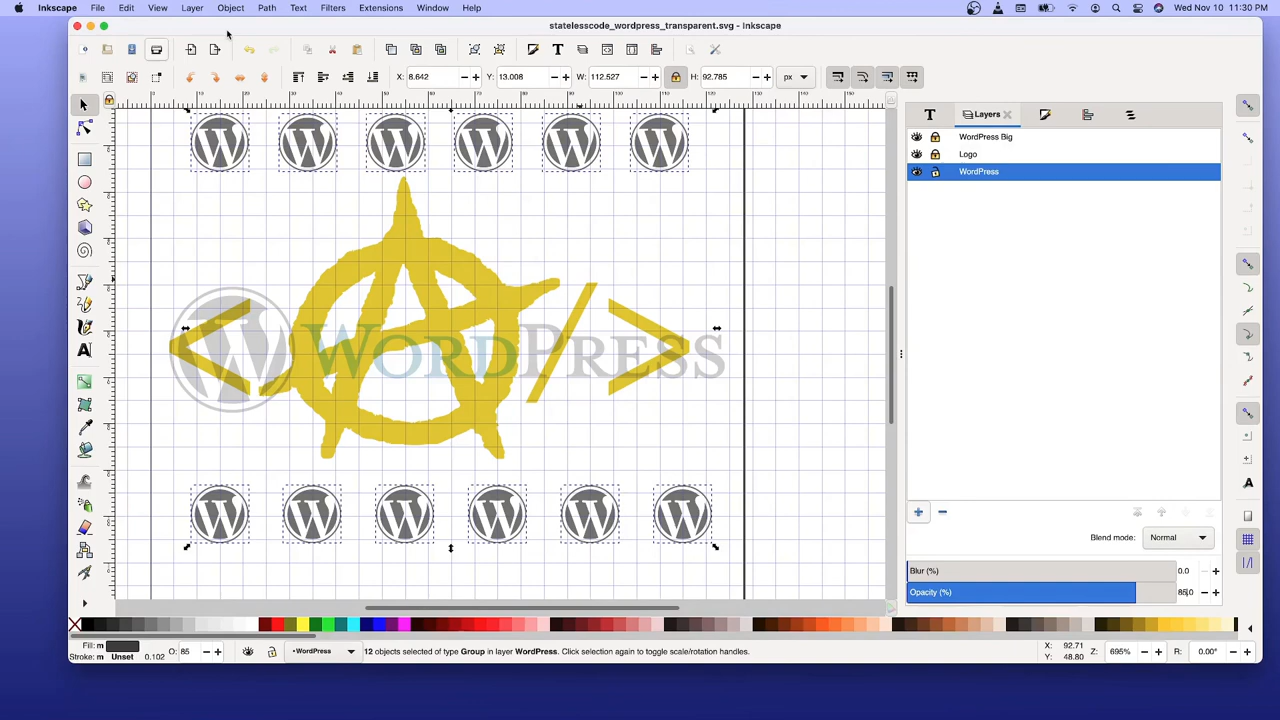 Inkscape File Edit View Layer Object Path Text Filters Extensions Window Help Wed Nov 10 11:30 PM
statelesscode_wordpress_transparent.svg - Inkscape
X: 8.642 Y: 13.008 W: 112.527 H: 92.785 px
Layers
WordPress Big
Logo
WordPress
WORDPRESS
Blend mode: Normal
Blur (%) 0.0
Opacity (%) 85.0
Fill: m
Stroke: m Unset 0.102
O: 85
•WordPress
12 objects selected of type Group in layer WordPress. Click selection again to toggle scale/rotation handles.
X: 92.71
Y: 48.80
Z: 695%
R: 0.00°